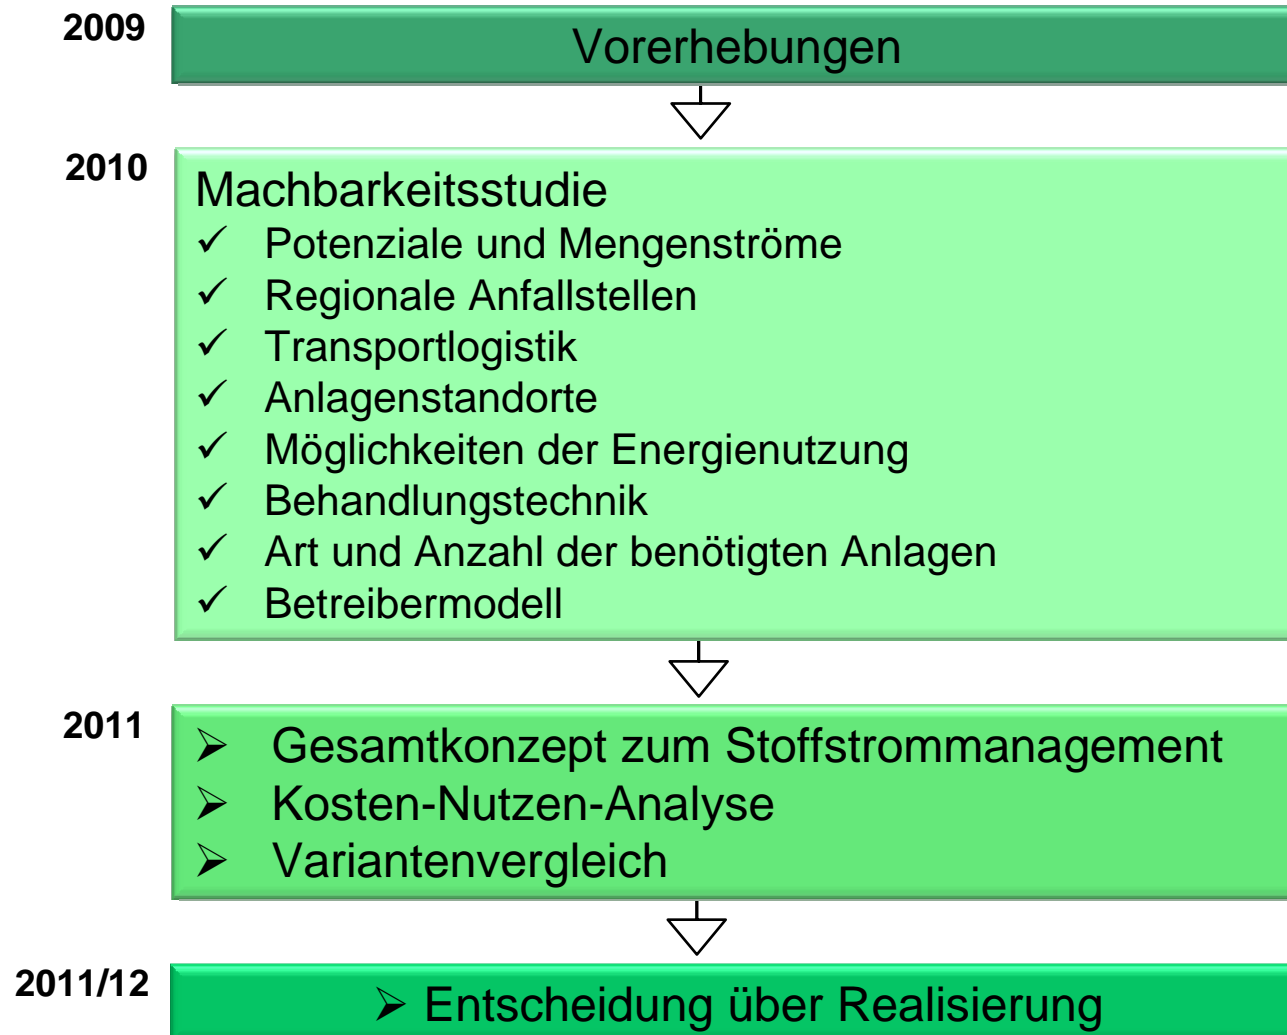 2009
Vorerhebungen
2010
Machbarkeitsstudie
✓ Potenziale und Mengenströme
✓ Regionale Anfallstellen
✓ Transportlogistik
✓ Anlagenstandorte
✓ Möglichkeiten der Energienutzung
✓ Behandlungstechnik
✓ Art und Anzahl der benötigten Anlagen
✓ Betreibermodell
2011
➢ Gesamtkonzept zum Stoffstrommanagement
➢ Kosten-Nutzen-Analyse
➢ Variantenvergleich
2011/12
➢ Entscheidung über Realisierung